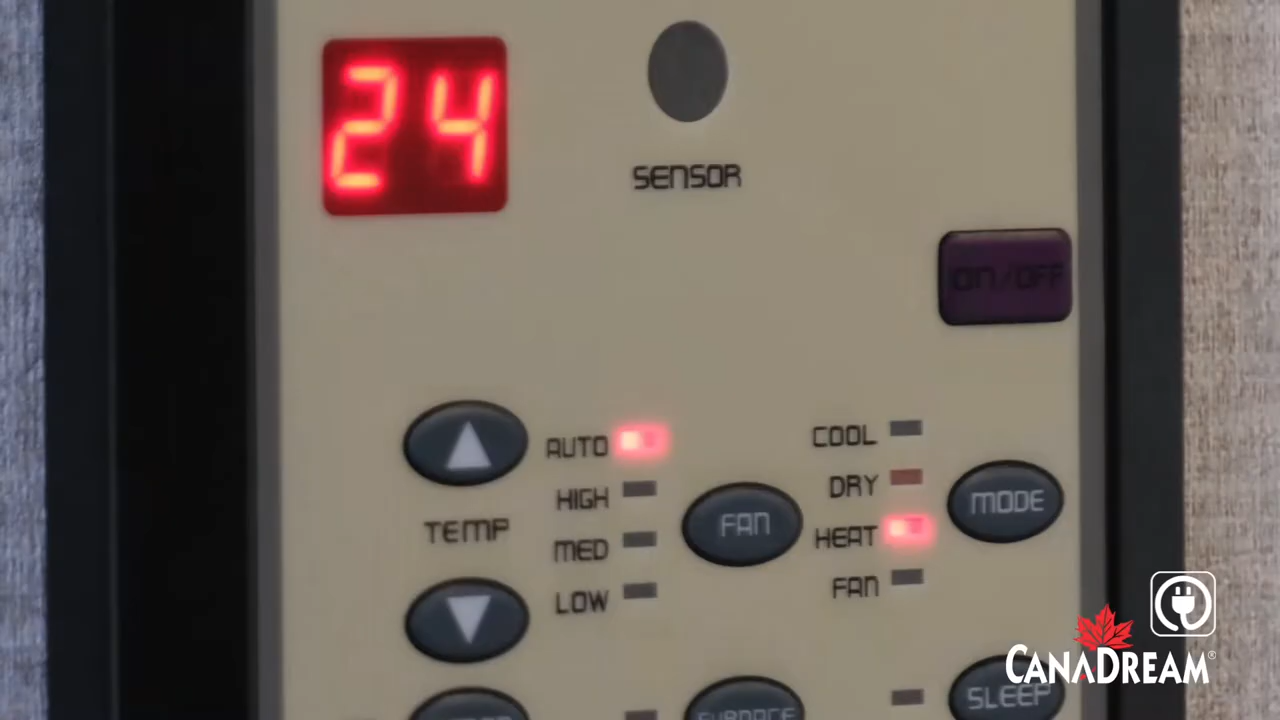 24
SENSOR
ON/OFF
AUTO
HIGH
MED
LOW
TEMP
FAN
COOL
DRY
HEAT
FAN
MODE
SLEEP
CANADREAM®